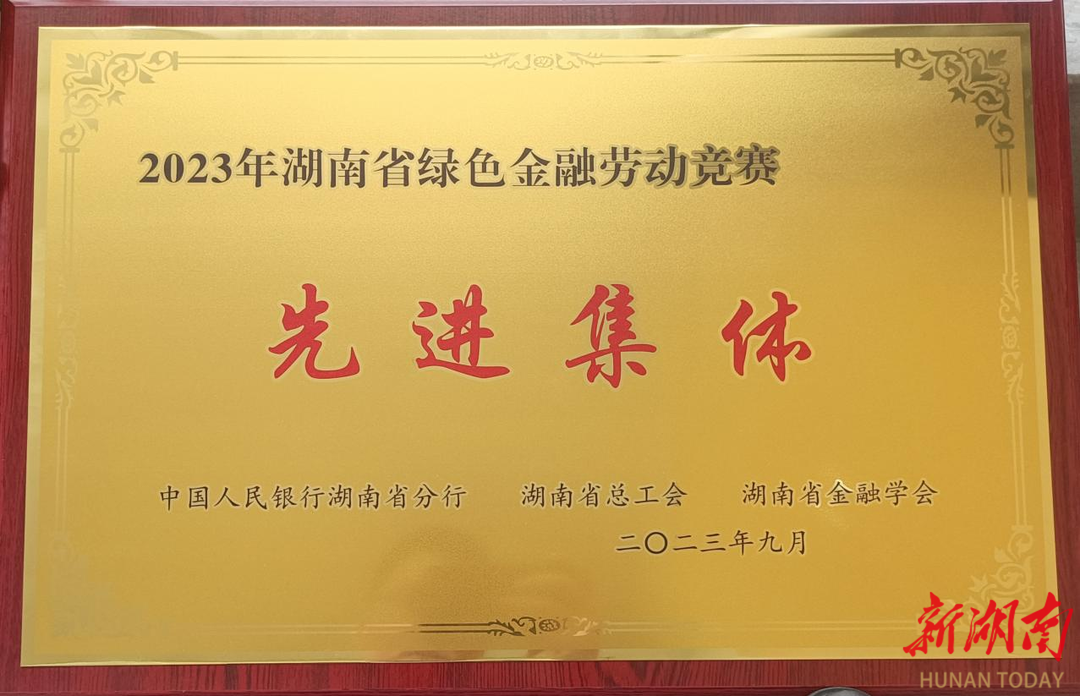 2023年湖南省绿色金融劳动竞赛
先进集体
中国人民银行湖南省分行 湖南省总工会 湖南省金融学会
二〇二三年九月
新湖南
HUNAN TODAY